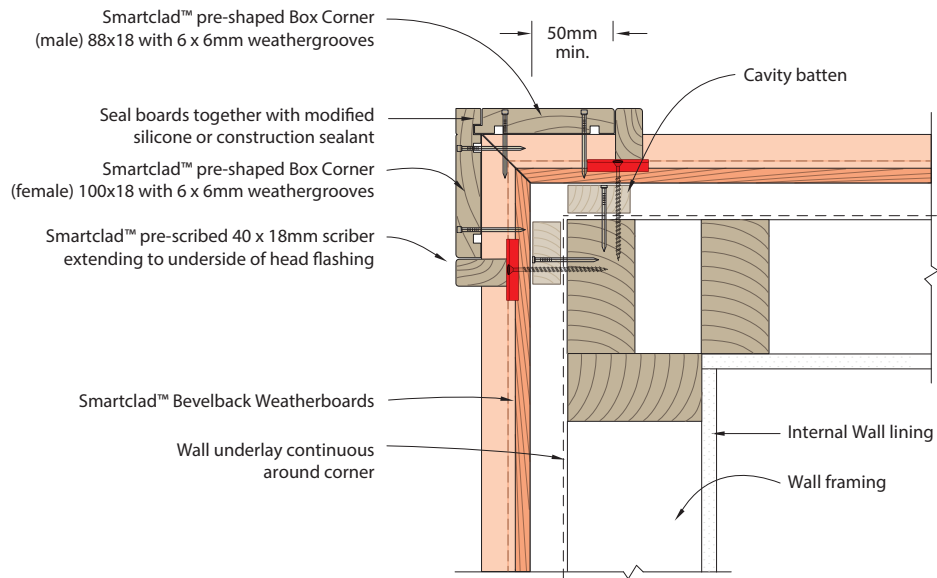 Smartclad™ pre-shaped Box Corner
(male) 88x18 with 6 x 6mm weathergrooves
50mm
min.
Cavity batten
Seal boards together with modified
silicone or construction sealant
Smartclad™ pre-shaped Box Corner
(female) 100x18 with 6 x 6mm weathergrooves
Smartclad™ pre-scribed 40 x 18mm scriber
extending to underside of head flashing
Smartclad™ Bevelback Weatherboards
Wall underlay continuous
around corner
Internal Wall lining
Wall framing